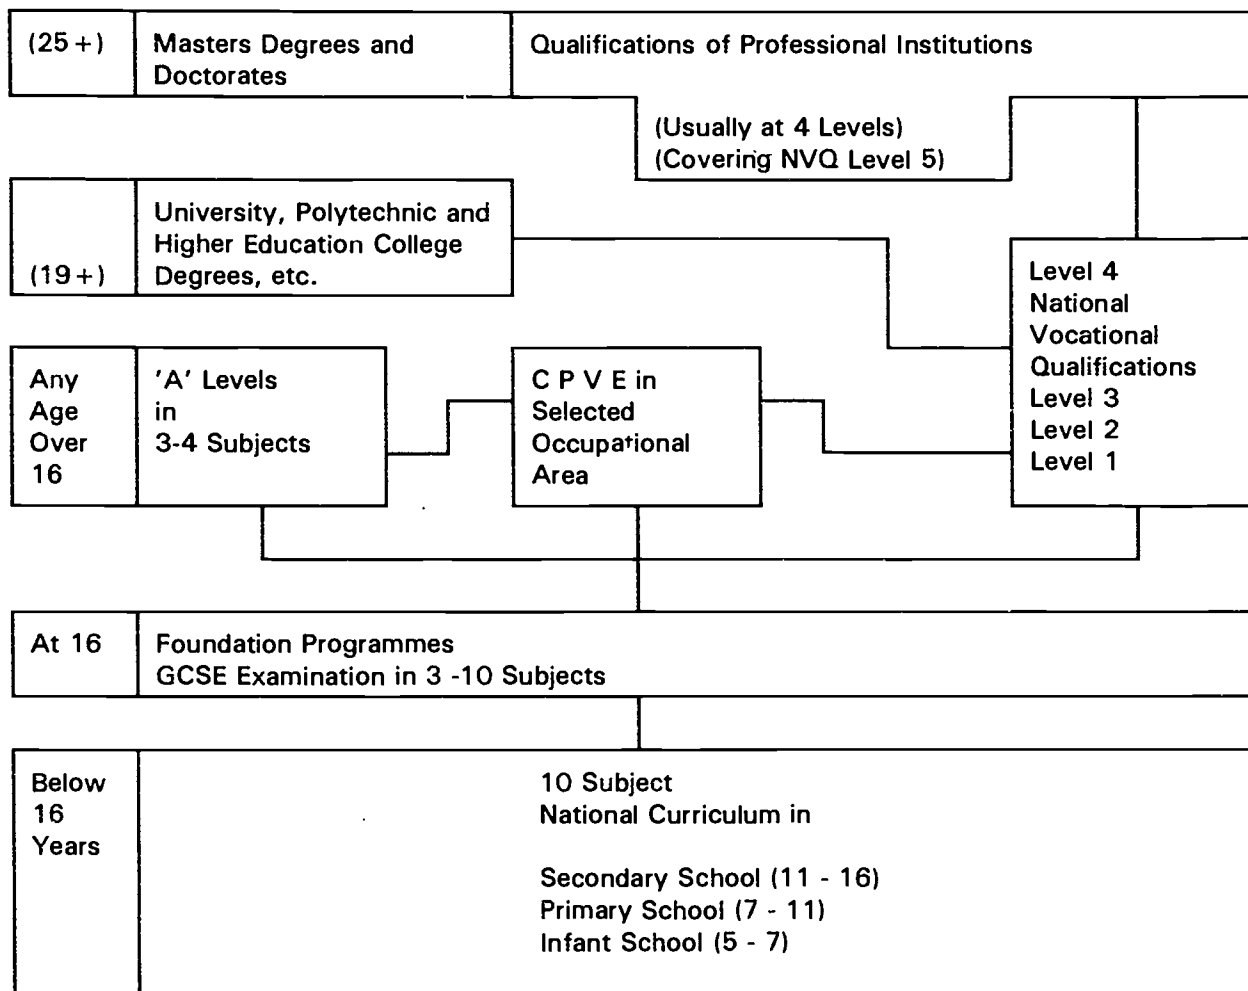 (25+)
Masters Degrees and
Doctorates
Qualifications of Professional Institutions
(Usually at 4 Levels)
(Covering NVQ Level 5)
(19+)
University, Polytechnic and
Higher Education College
Degrees, etc.
Any
Age
Over
16
'A' Levels
in
3-4 Subjects
C P V E in
Selected
Occupational
Area
Level 4
National
Vocational
Qualifications
Level 3
Level 2
Level 1
At 16
Foundation Programmes
GCSE Examination in 3 -10 Subjects
Below
16
Years
10 Subject
National Curriculum in
Secondary School (11 - 16)
Primary School (7 - 11)
Infant School (5 - 7)